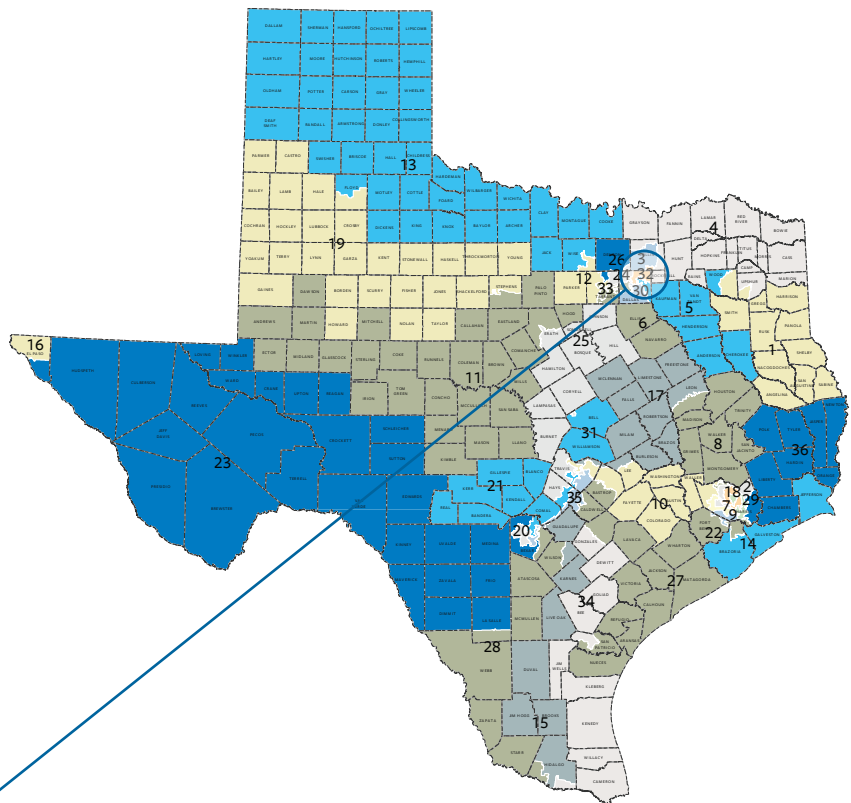 DALLAM SHERMAN HANSFORD OCHILTREE LIPSCOMB
HARTLEY MOORE HUTCHINSON ROBERTS HEMPHILL
OLDHAM POTTER CARSON GRAY WHEELER
DEAF SMITH RANDALL ARMSTRONG DONLEY COLLINGSWORTH
PARMER CASTRO SWISHER BRISCOE HALL CHILDRESS
13
BAILEY LAMB HALE FLOYD MOTLEY COTTLE HARDEMAN
FOARD WILBARGER WICHITA
COCHRAN HOCKLEY LUBBOCK CROSBY DICKENS KING KNOX BAYLOR ARCHER CLAY MONTAGUE COOKE GRAYSON FANNIN LAMAR RED RIVER BOWIE
19
4
YOAKUM TERRY LYNN GARZA KENT STONEWALL HASKELL THROCKMORTON YOUNG JACK WISE 26 3 HUNT DELTA HOPKINS FRANKLIN TITUS MORRIS CASS
CAMP MARION
GAINES DAWSON BORDEN SCURRY FISHER JONES SHACKELFORD STEPHENS PALO PINTO PARKER 12 24 32 RAINS WOOD UPSHUR
33 30 DALLAS KAUFMAN VAN ZANDT 5 SMITH GREGG HARRISON
ANDREWS MARTIN HOWARD MITCHELL NOLAN TAYLOR CALLAHAN EASTLAND HOOD JOHNSON ELLIS 6 HENDERSON RUSK PANOLA
16 EL PASO ERATH 25 BOSQUE HILL NAVARRO ANDERSON CHEROKEE 1 SHELBY
HUDSPETH CULBERSON LOVING WINKLER ECTOR MIDLAND GLASSCOCK STERLING COKE RUNNELS COLEMAN BROWN COMANCHE HAMILTON FREESTONE NACOGDOCHES SAN AUGUSTINE SABINE
REEVES WARD CRANE UPTON REAGAN IRION TOM GREEN CONCHO 11 MCCULLOCH MILLS CORYELL MCLENNAN LIMESTONE 17 LEON HOUSTON ANGELINA
JEFF DAVIS PECOS CROCKETT SCHLEICHER MENARD SAN SABA LAMPASAS FALLS ROBERTSON TRINITY
23 SUTTON MASON LLANO BURNET BELL 31 MILAM BRAZOS MADISON WALKER 8 POLK TYLER 36
PRESIDIO BREWSTER TERRELL KIMBLE WILLIAMSON BURLESON GRIMES SAN JACINTO HARDIN
EDWARDS KERR GILLESPIE 21 BLANCO TRAVIS HAYS LEE WASHINGTON MONTGOMERY LIBERTY
REAL BANDERA KENDALL COMAL 35 BASTROP FAYETTE 10 AUSTIN WALLER 18 2 29 CHAMBERS JEFFERSON
KINNEY UVALDE MEDINA 20 GUADALUPE CALDWELL COLORADO 7 9 FORT BEND
22 14 GALVESTON
WILSON GONZALES LAVACA WHARTON BRAZORIA
MAVERICK ZAVALA FRIO ATASCOSA KARNES DEWITT JACKSON 27 MATAGORDA
VICTORIA
DIMMIT LA SALLE MCMULLEN LIVE OAK GOLIAD 34 BEE CALHOUN
REFUGIO ARANSAS
28 WEBB SAN PATRICIO NUECES
DUVAL JIM WELLS KLEBERG
ZAPATA JIM HOGG BROOKS 15 KENEDY
STARR HIDALGO WILLACY
CAMERON